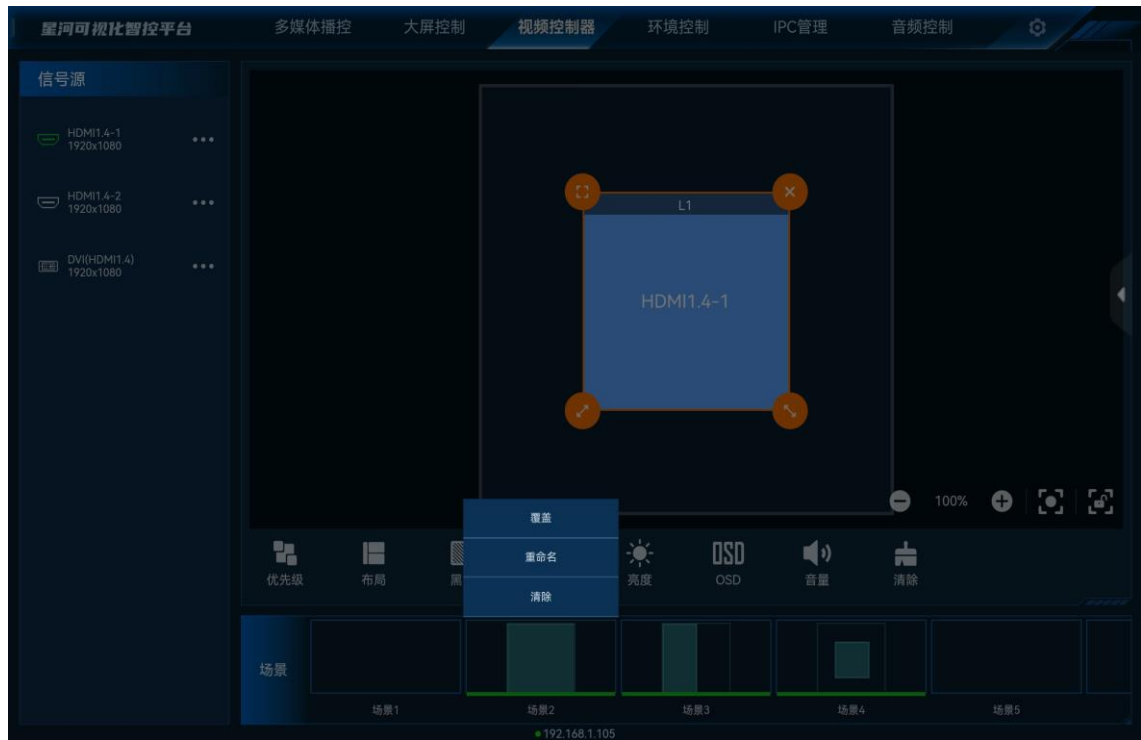 星河可视化智控平台
多媒体播控
大屏控制
视频控制器
环境控制
IPC管理
音频控制
信号源
HDMI1.4-1
1920x1080
HDMI1.4-2
1920x1080
DVI(HDMI1.4)
1920x1080
L1
HDMI1.4-1
100%
覆盖
重命名
清除
优先级
布局
黑
亮度
OSD
OSD
音量
清除
场景
场景1
场景2
场景3
场景4
场景5
192.168.1.105